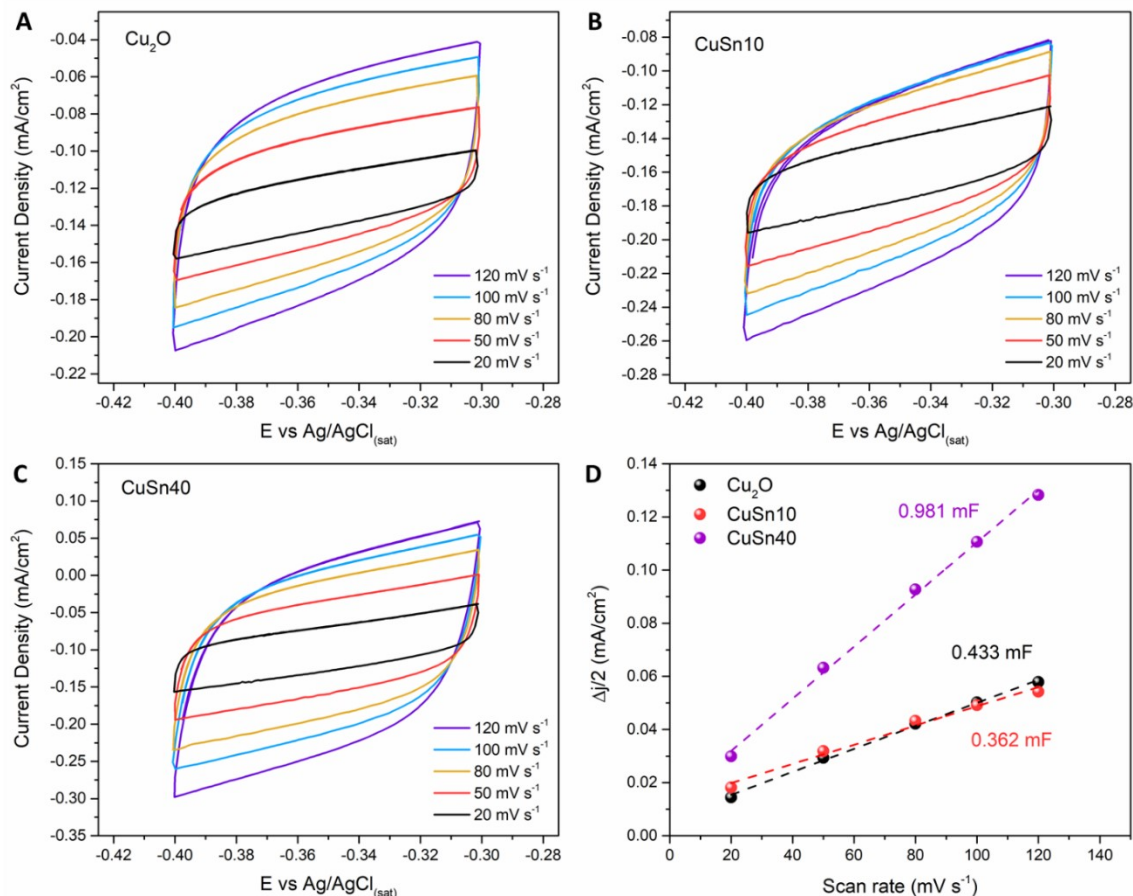 A
Cu₂O
-0.04
-0.06
-0.08
-0.10
-0.12
-0.14
-0.16
-0.18
-0.20
-0.22
Current Density (mA/cm²)
120 mV s⁻¹
100 mV s⁻¹
80 mV s⁻¹
50 mV s⁻¹
20 mV s⁻¹
-0.42 -0.40 -0.38 -0.36 -0.34 -0.32 -0.30 -0.28
E vs Ag/AgCl(sat)
B
CuSn10
-0.08
-0.10
-0.12
-0.14
-0.16
-0.18
-0.20
-0.22
-0.24
-0.26
-0.28
Current Density (mA/cm²)
120 mV s⁻¹
100 mV s⁻¹
80 mV s⁻¹
50 mV s⁻¹
20 mV s⁻¹
-0.42 -0.40 -0.38 -0.36 -0.34 -0.32 -0.30 -0.28
E vs Ag/AgCl(sat)
C
CuSn40
0.15
0.10
0.05
0.00
-0.05
-0.10
-0.15
-0.20
-0.25
-0.30
-0.35
Current Density (mA/cm²)
120 mV s⁻¹
100 mV s⁻¹
80 mV s⁻¹
50 mV s⁻¹
20 mV s⁻¹
-0.42 -0.40 -0.38 -0.36 -0.34 -0.32 -0.30 -0.28
E vs Ag/AgCl(sat)
D
Cu₂O
CuSn10
CuSn40
0.981 mF
0.433 mF
0.362 mF
0.14
0.12
0.10
0.08
0.06
0.04
0.02
0.00
Δj/2 (mA/cm²)
0 20 40 60 80 100 120 140
Scan rate (mV s⁻¹)